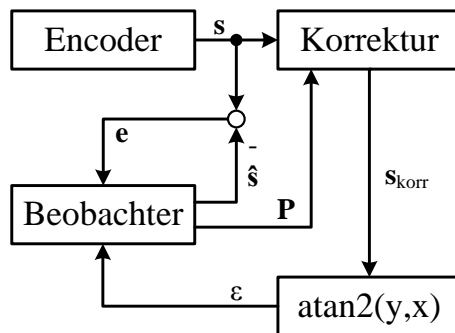 Encoder
s
Korrektur
e
-
ŝ
s_korr
Beobachter
P
ε
atan2(y,x)